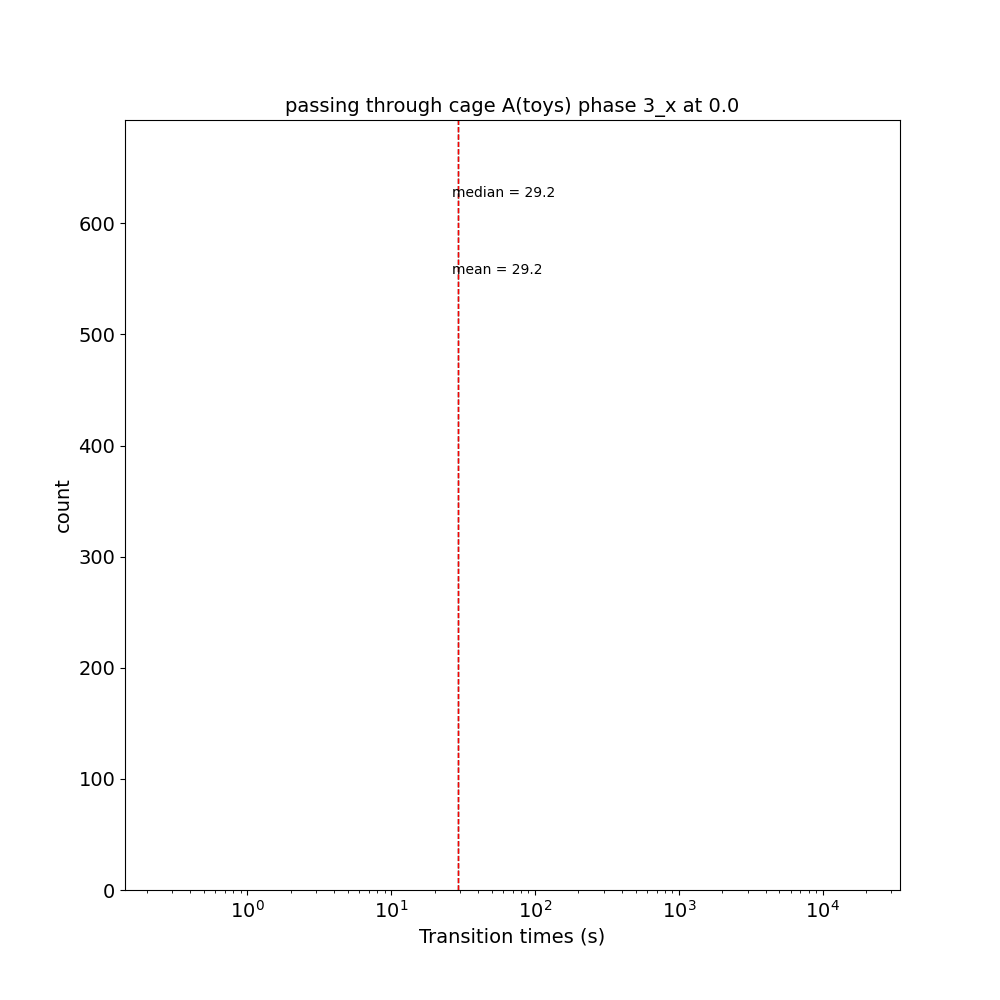 passing through cage A(toys) phase 3_x at 0.0
median = 29.2
mean = 29.2
600
500
400
300
200
100
0
count
10⁰ 10¹ 10² 10³ 10⁴
Transition times (s)